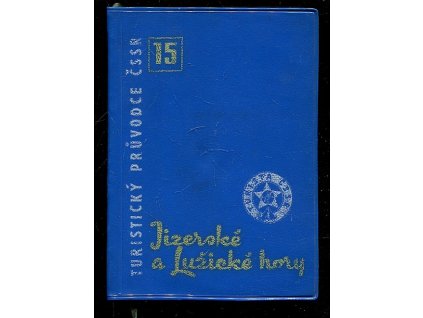 TURISTICKÝ PRŮVODCE ČSSR
15
Jizerské
a Lužické hory